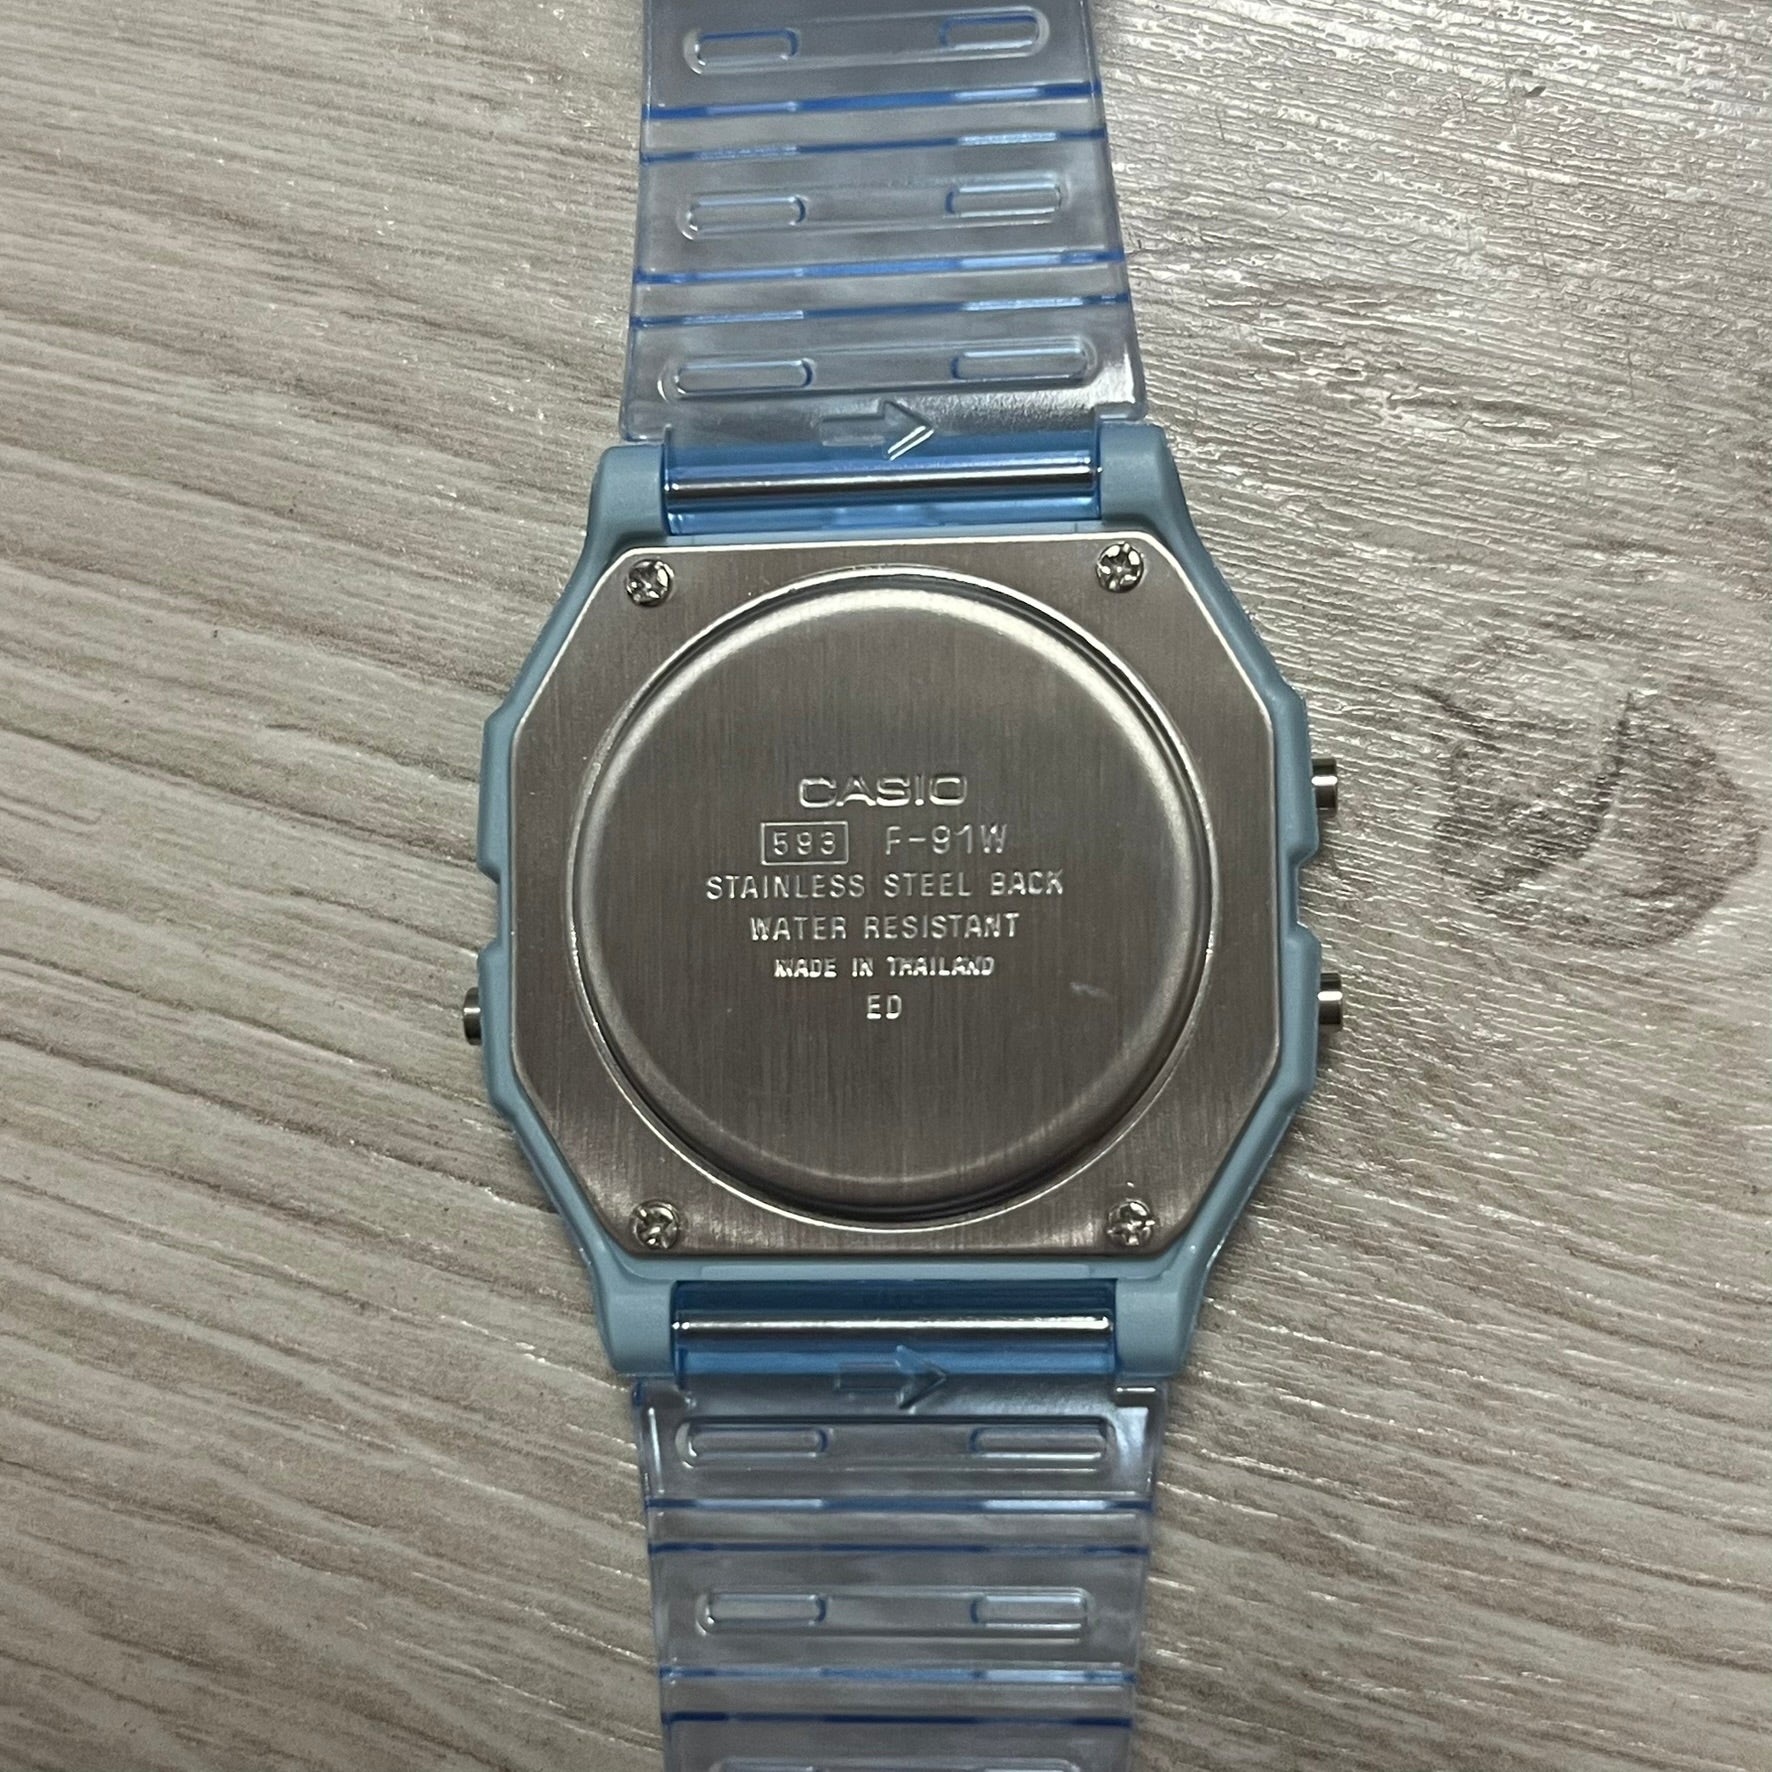 CASIO
593 F-91W
STAINLESS STEEL BACK
WATER RESISTANT
MADE IN THAILAND
ED